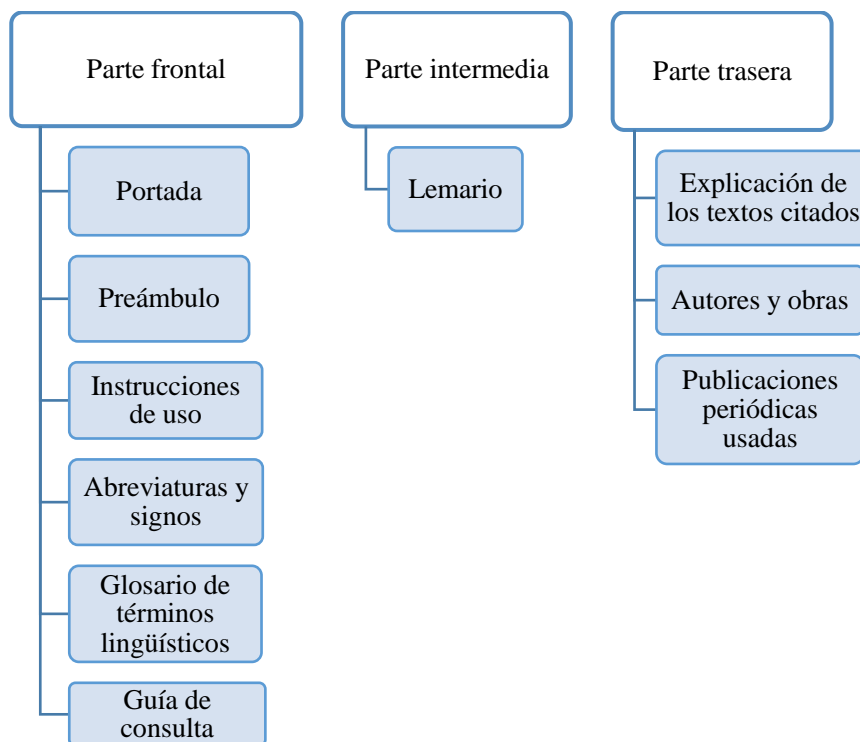 Parte frontal
Portada
Preámbulo
Instrucciones
de uso
Abreviaturas y
signos
Glosario de
términos
lingüísticos
Guía de
consulta
Parte intermedia
Lemario
Parte trasera
Explicación de
los textos citados
Autores y obras
Publicaciones
periódicas
usadas